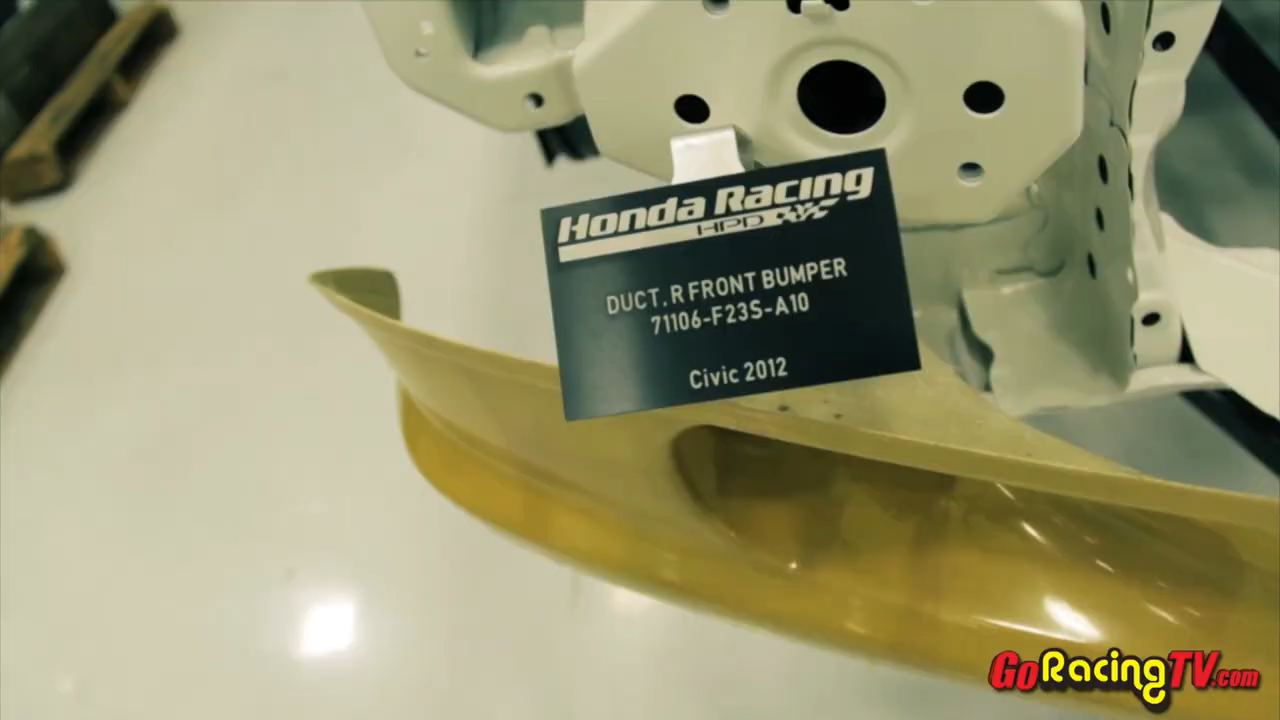 Honda Racing
HPD
DUCT, R FRONT BUMPER
71106-F23S-A10
Civic 2012
GoRacingTV.com